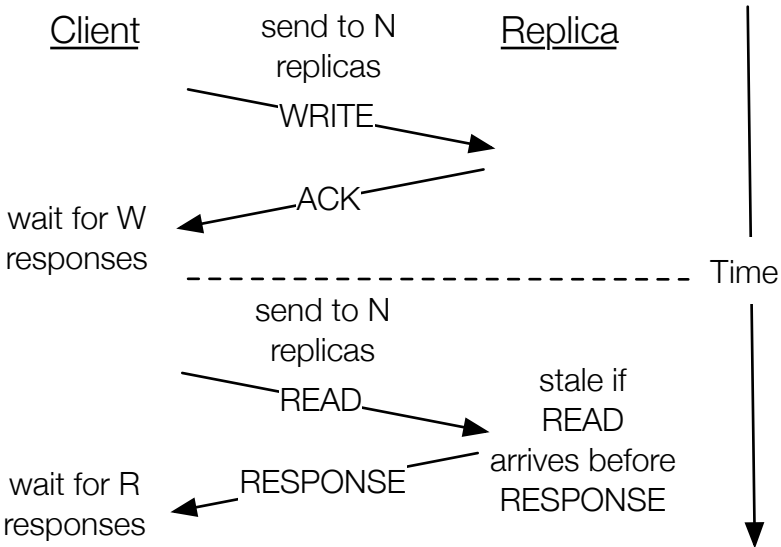 Client
send to N
replicas
Replica
WRITE
ACK
wait for W
responses
Time
send to N
replicas
READ
stale if
READ
arrives before
RESPONSE
RESPONSE
wait for R
responses